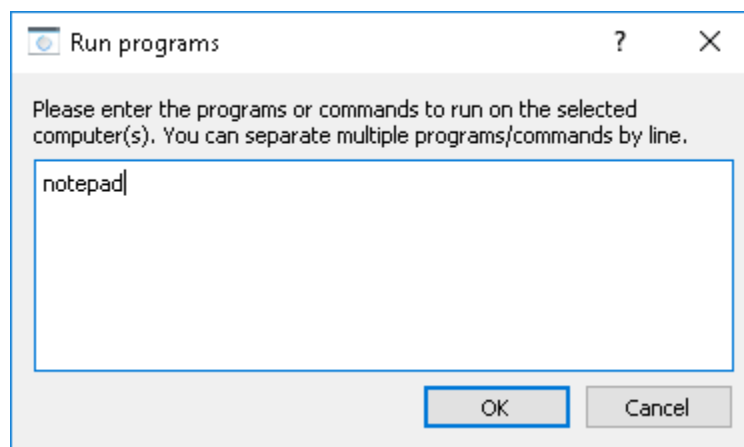 Run programs
Please enter the programs or commands to run on the selected
computer(s). You can separate multiple programs/commands by line.
notepad
OK Cancel